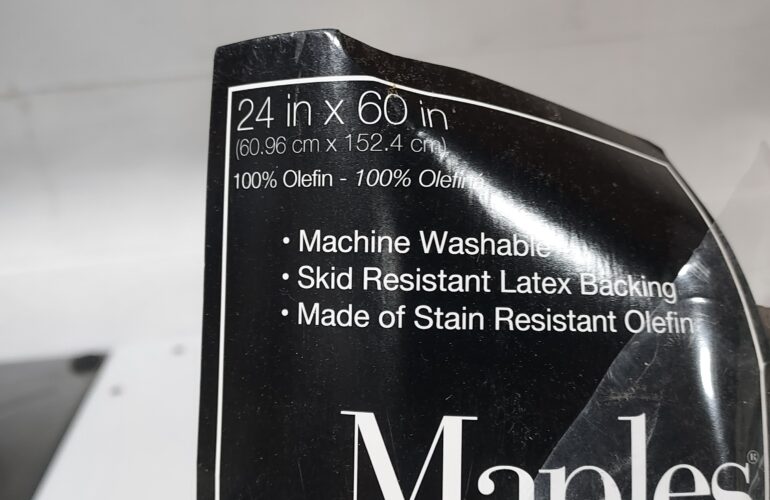 24 in x 60 in
(60.96 cm x 152.4 cm)
100% Olefin - 100% Olefin
• Machine Washable
• Skid Resistant Latex Backing
• Made of Stain Resistant Olefin
Maples®